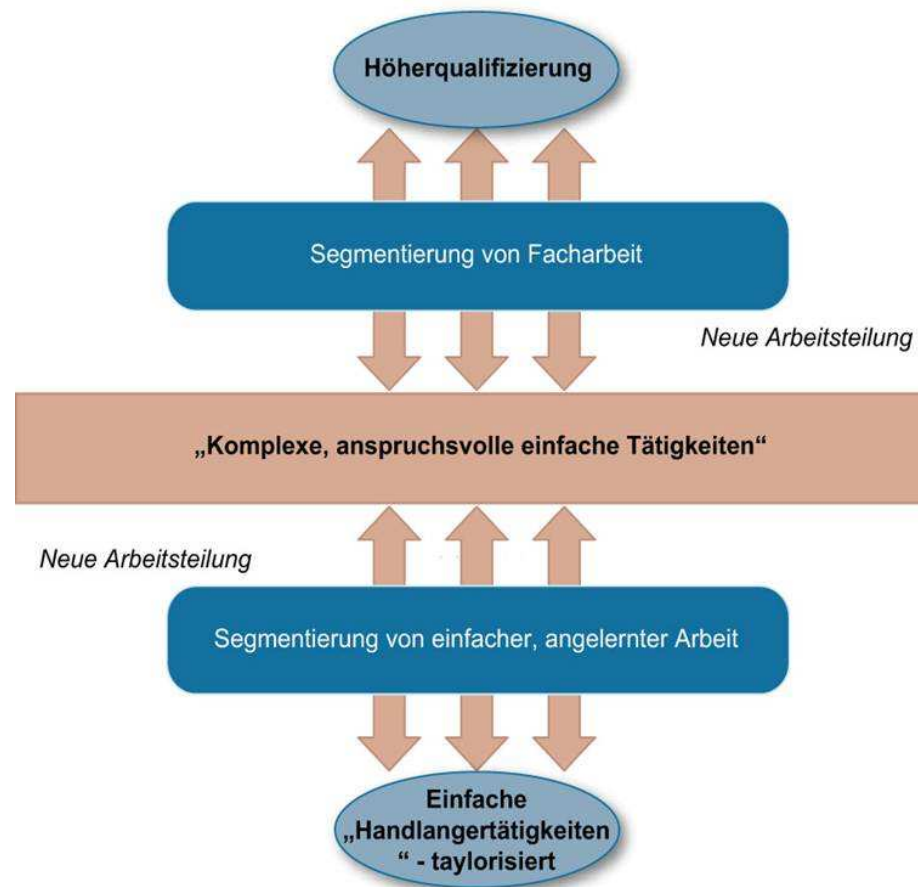 Höherqualifizierung
Segmentierung von Facharbeit
Neue Arbeitsteilung
„Komplexe, anspruchsvolle einfache Tätigkeiten“
Neue Arbeitsteilung
Segmentierung von einfacher, angelernter Arbeit
Einfache
„Handlangertätigkeiten
“ - taylorisiert